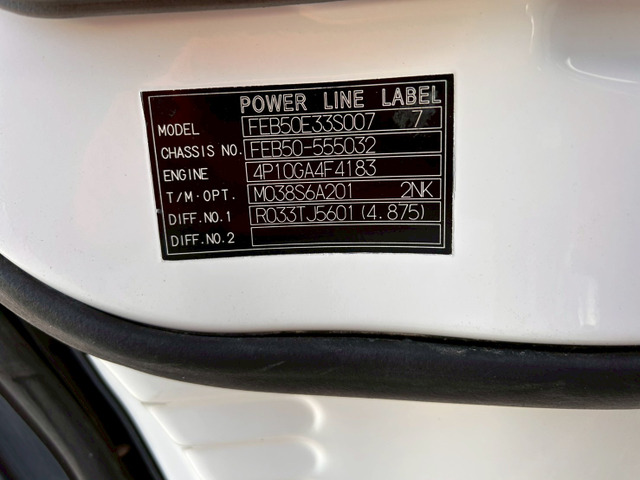 POWER LINE LABEL
MODEL FEB50E33S007 7
CHASSIS NO. FEB50-555032
ENGINE 4P10GA4F4183
T/M·OPT. M038S6A201 2NK
DIFF.NO.1 R033TJ5601(4.875)
DIFF.NO.2